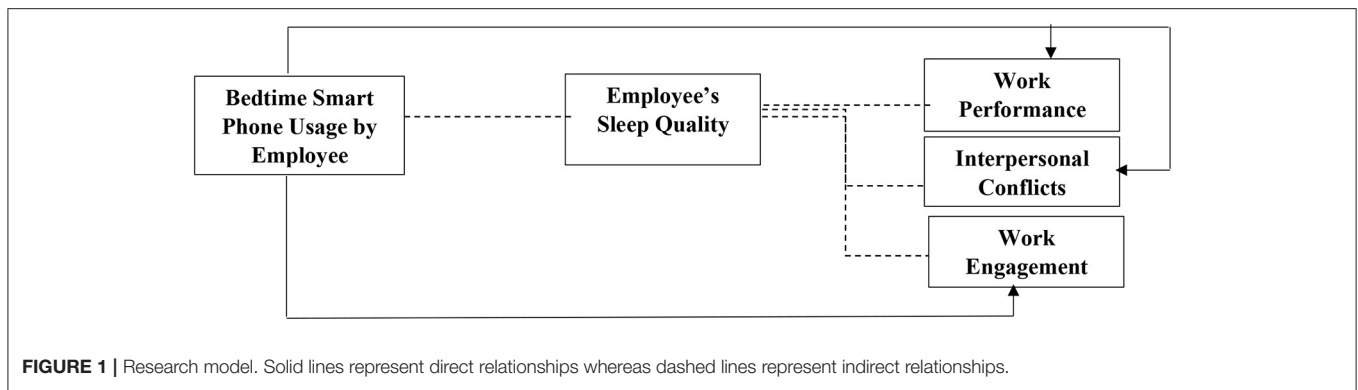 Bedtime Smart
Phone Usage by
Employee
Employee's
Sleep Quality
Work
Performance
Interpersonal
Conflicts
Work
Engagement
FIGURE 1 | Research model. Solid lines represent direct relationships whereas dashed lines represent indirect relationships.